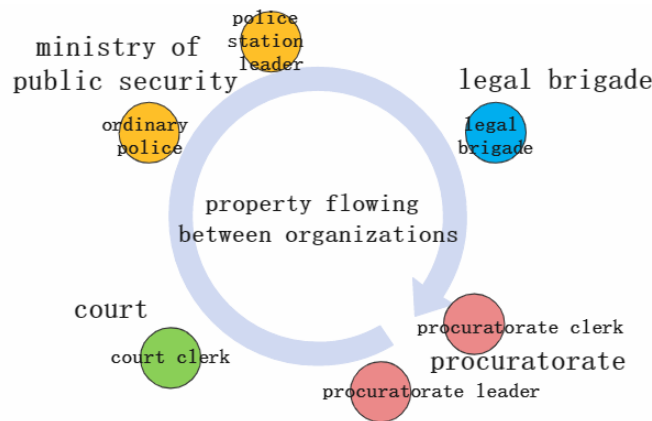 police
station
leader
ministry of
public security
ordinary
police
legal brigade
legal
brigade
property flowing
between organizations
court
court clerk
procuratorate clerk
procuratorate
procuratorate leader